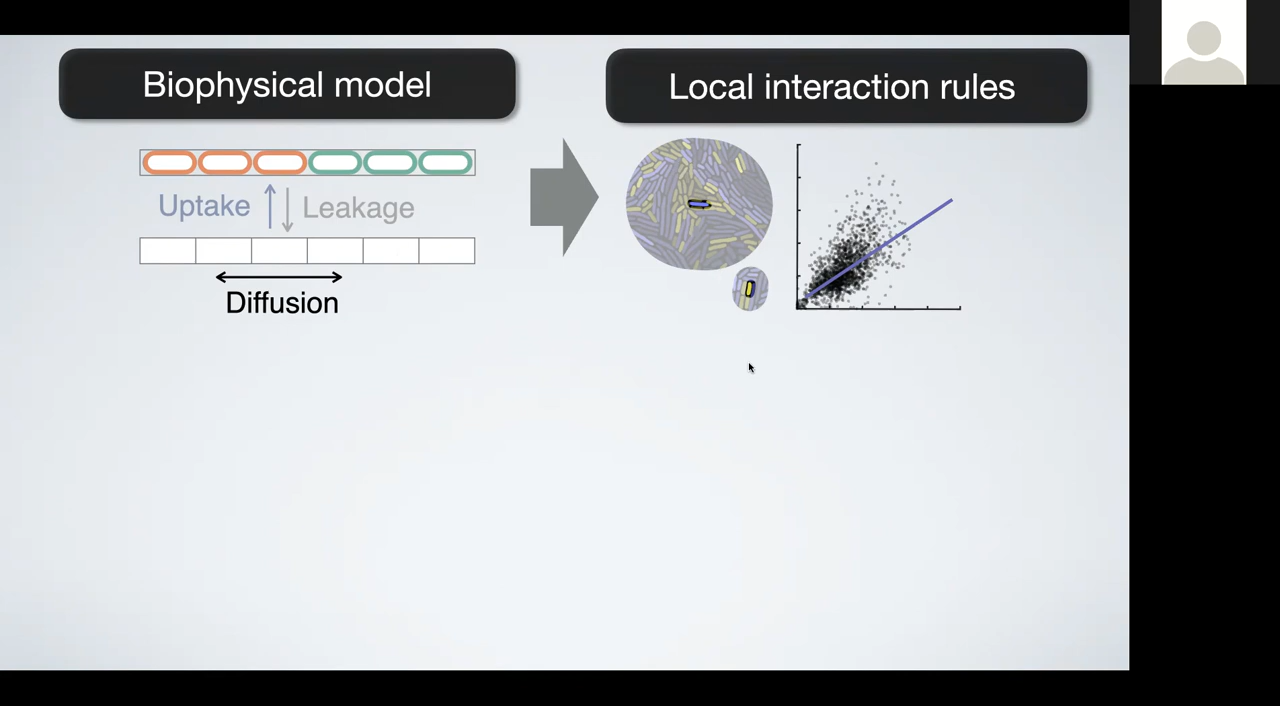 Biophysical model
Local interaction rules
Uptake
Leakage
Diffusion